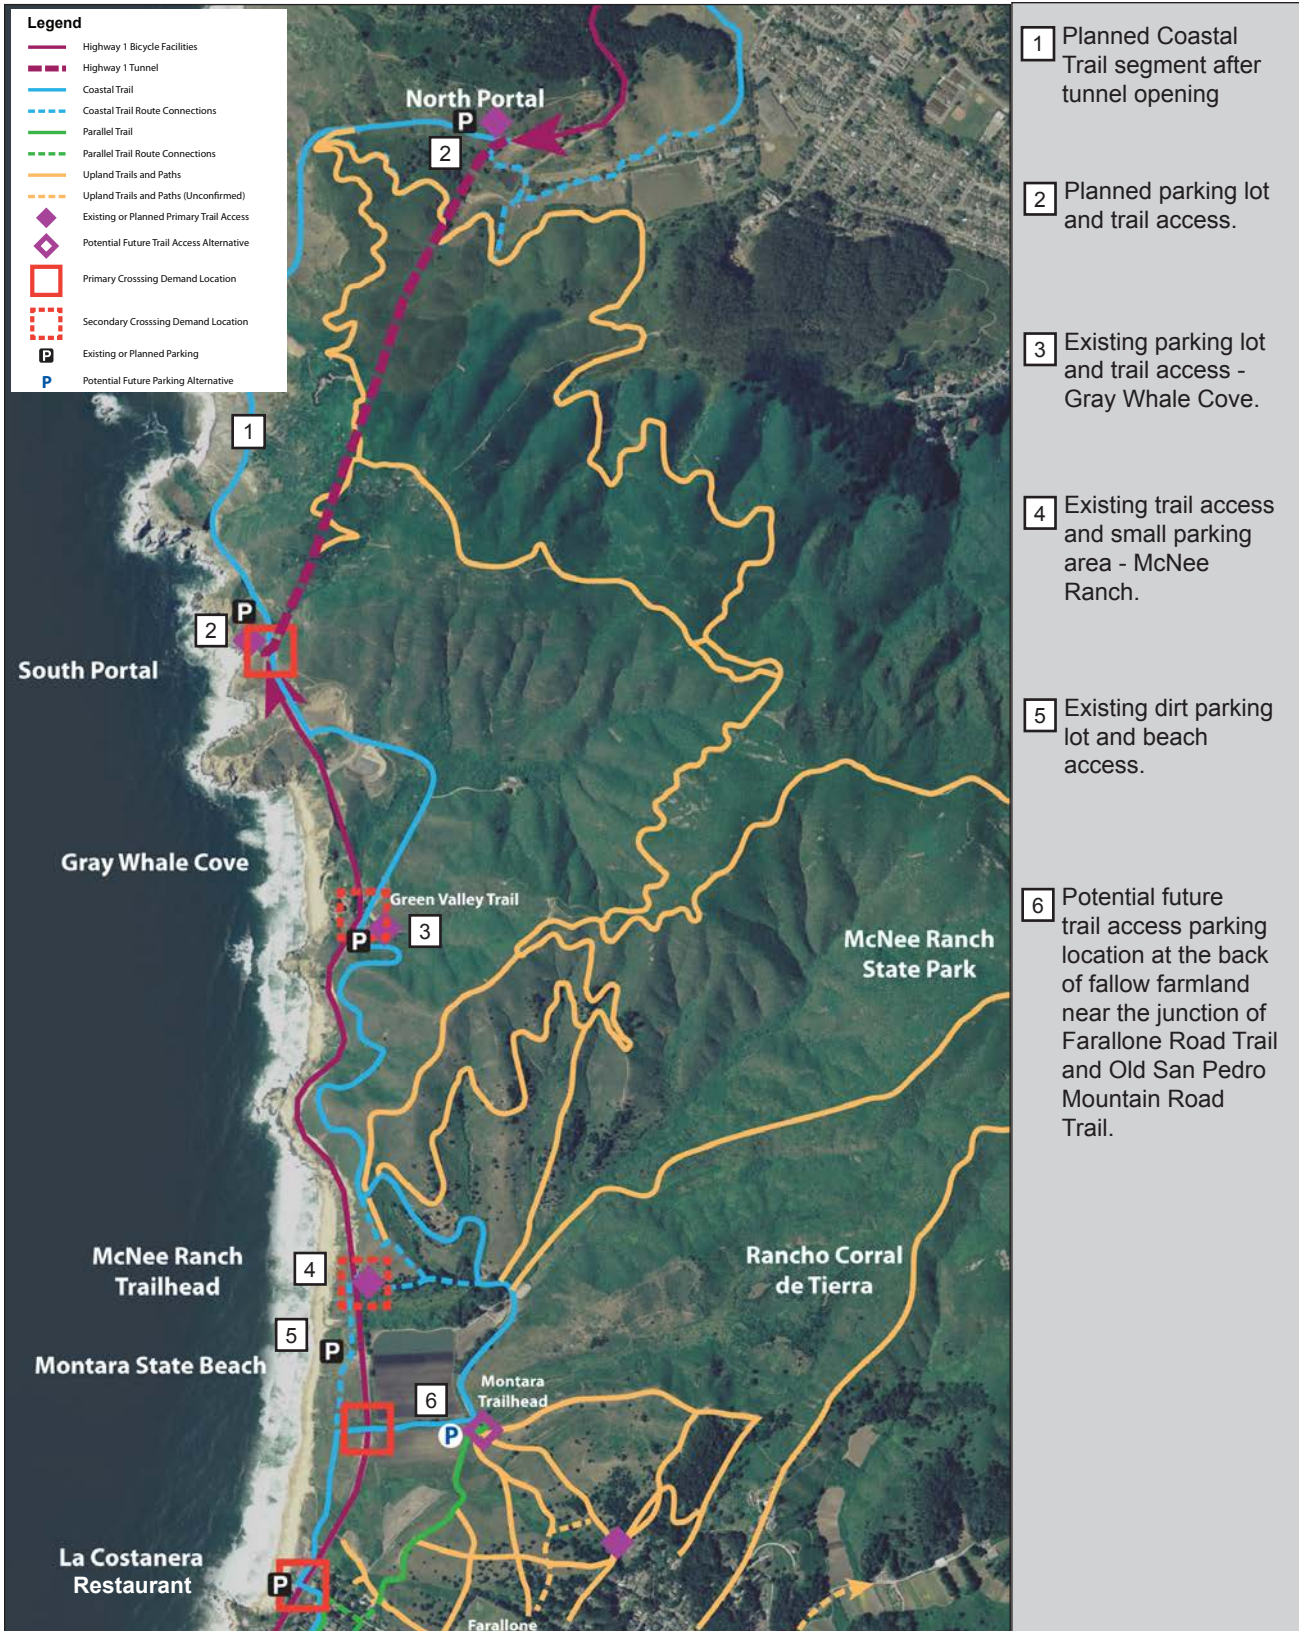 Legend
Highway 1 Bicycle Facilities
Highway 1 Tunnel
Coastal Trail
Coastal Trail Route Connections
Parallel Trail
Parallel Trail Route Connections
Upland Trails and Paths
Upland Trails and Paths (Unconfirmed)
Existing or Planned Primary Trail Access
Potential Future Trail Access Alternative
Primary Crosssing Demand Location
Secondary Crosssing Demand Location
P Existing or Planned Parking
P Potential Future Parking Alternative
North Portal
P
2
1
P
2
South Portal
Gray Whale Cove
Green Valley Trail
3
P
McNee Ranch
State Park
McNee Ranch
Trailhead
4
Rancho Corral
de Tierra
5
P
Montara State Beach
Montara
Trailhead
6
P
La Costanera
Restaurant
P
Farallone
1 Planned Coastal
Trail segment after
tunnel opening
2 Planned parking lot
and trail access.
3 Existing parking lot
and trail access -
Gray Whale Cove.
4 Existing trail access
and small parking
area - McNee
Ranch.
5 Existing dirt parking
lot and beach
access.
6 Potential future
trail access parking
location at the back
of fallow farmland
near the junction of
Farallone Road Trail
and Old San Pedro
Mountain Road
Trail.